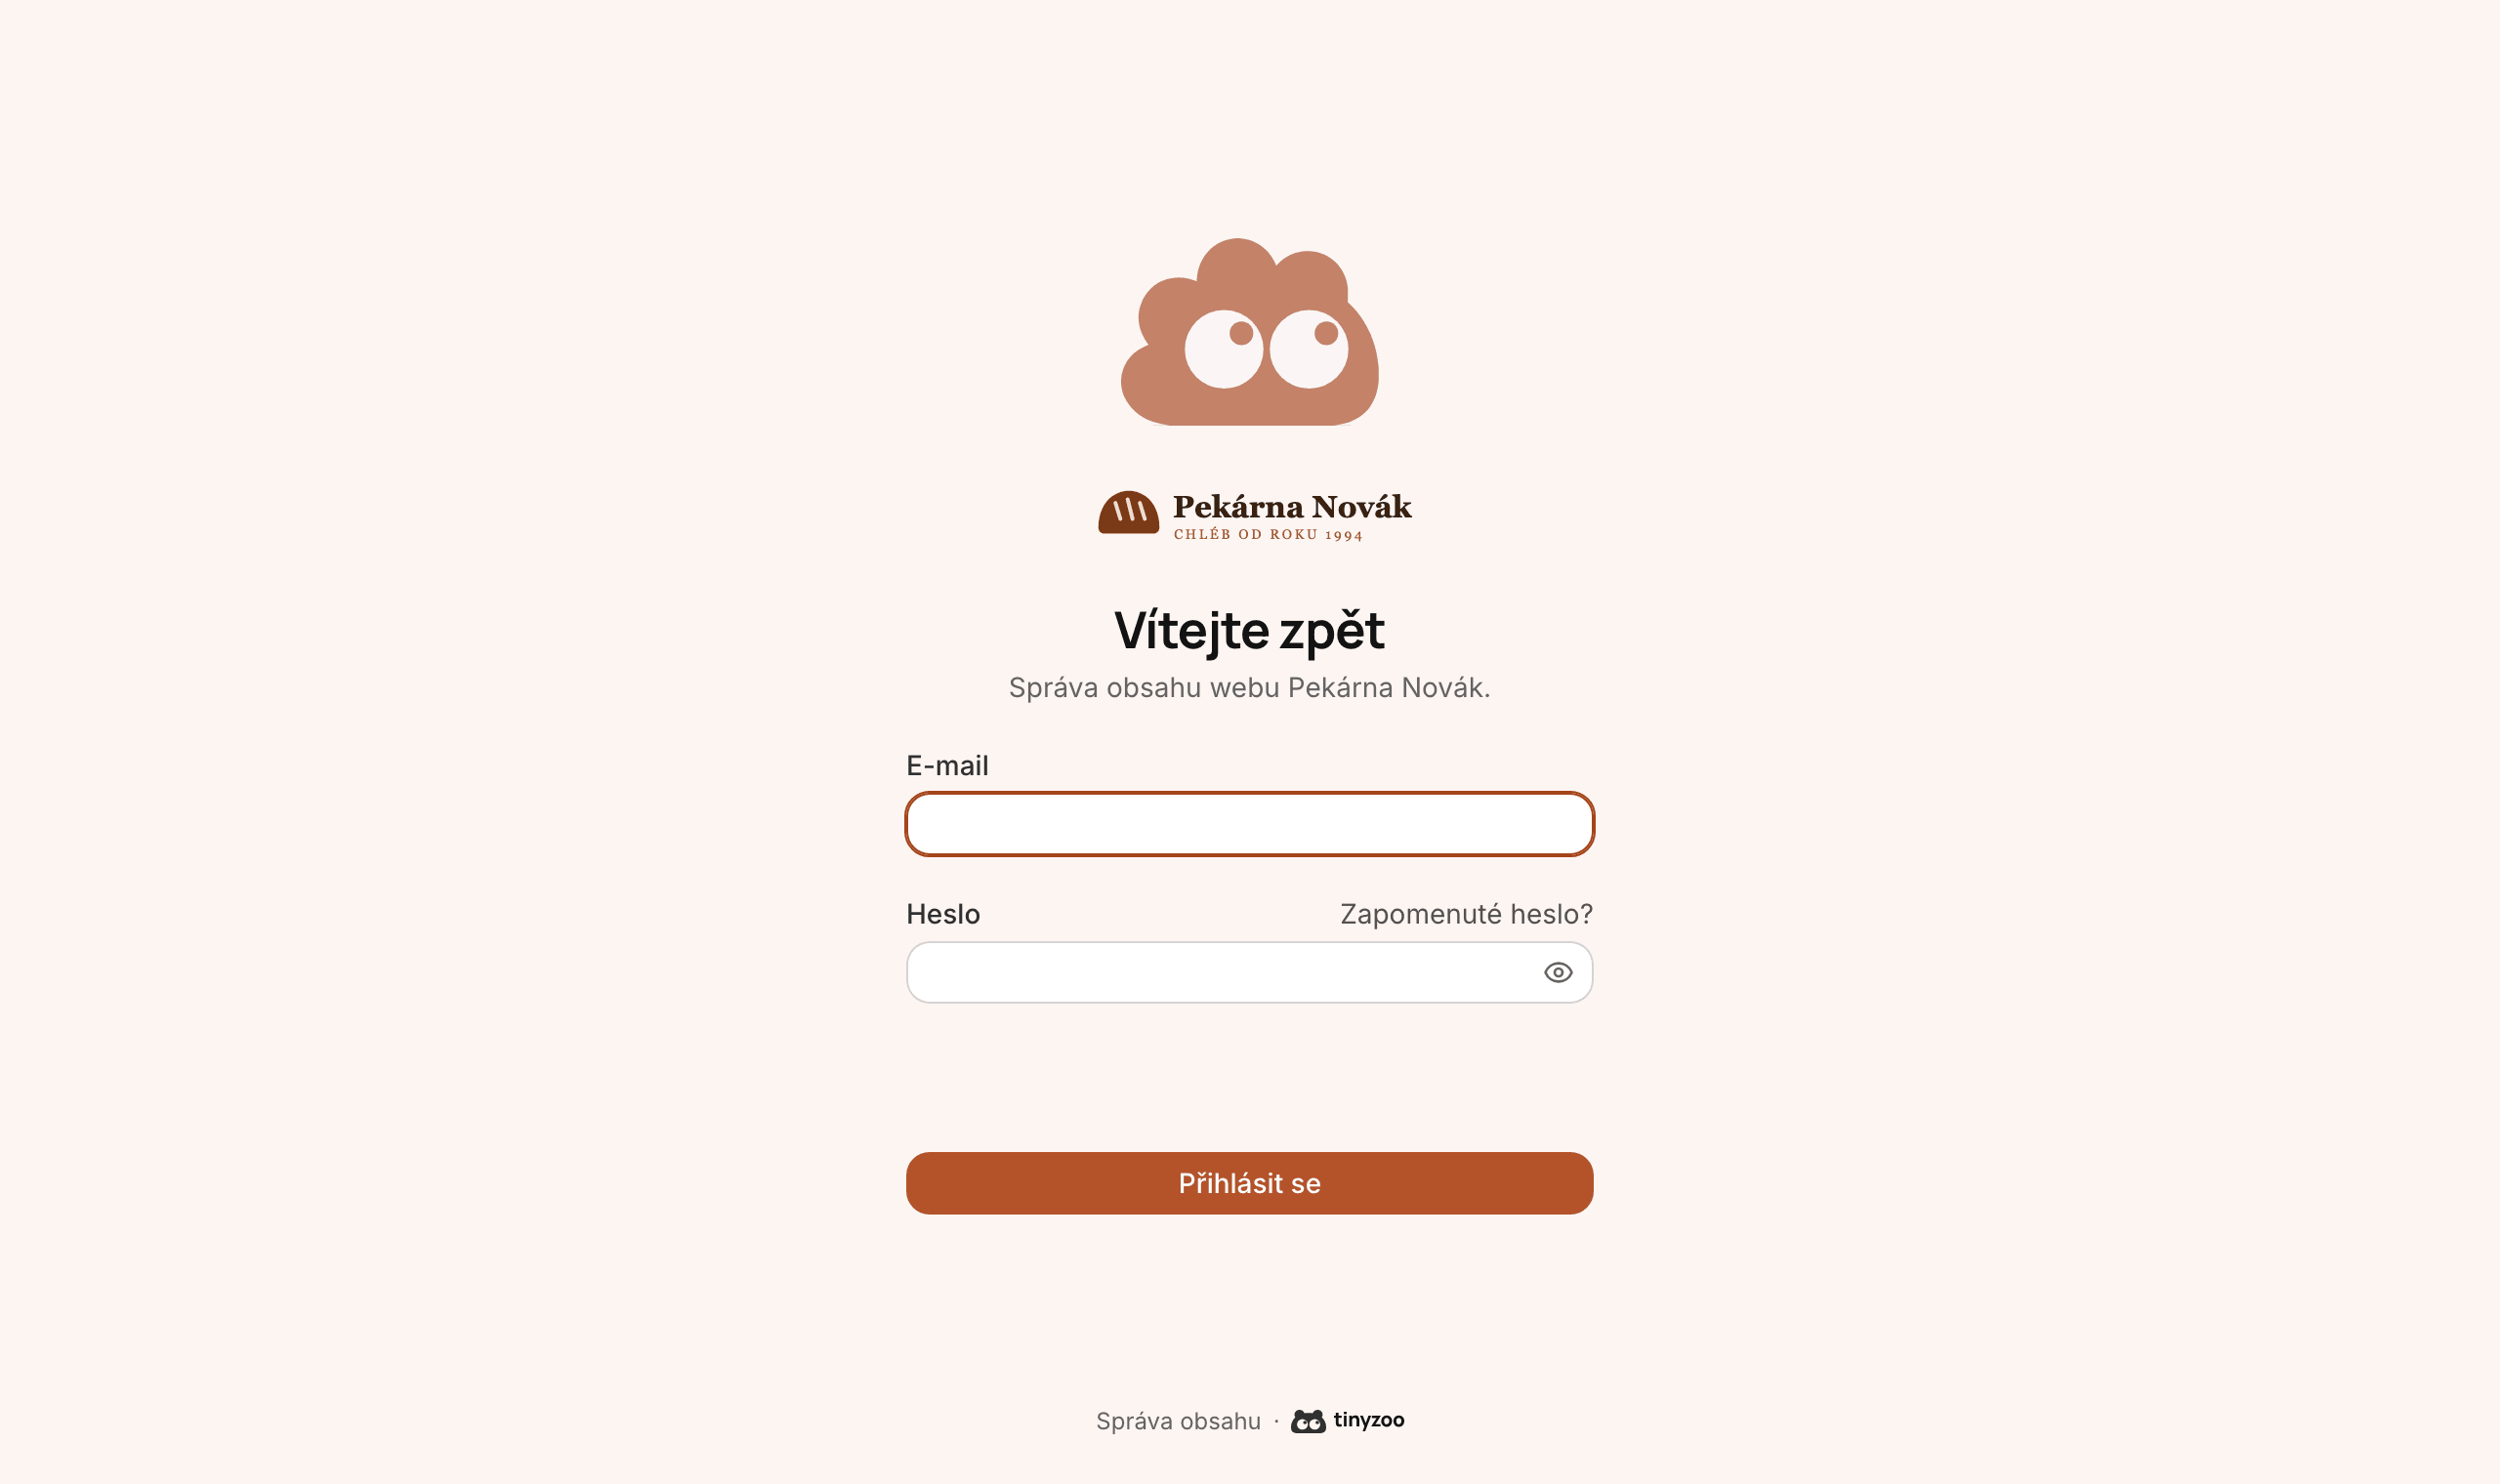 Pekárna Novák
CHLÉB OD ROKU 1994
Vítejte zpět
Správa obsahu webu Pekárna Novák.
E-mail
Heslo
Zapomenuté heslo?
Přihlásit se
Správa obsahu · tinyzoo